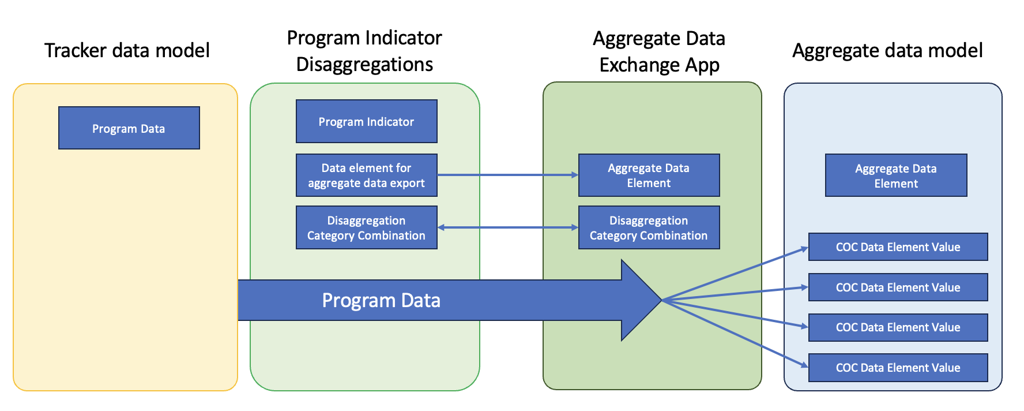 Tracker data model
Program Indicator
Disaggregations
Aggregate Data
Exchange App
Aggregate data model
Program Data
Program Indicator
Data element for
aggregate data export
Disaggregation
Category Combination
Aggregate Data
Element
Disaggregation
Category Combination
Aggregate Data
Element
COC Data Element Value
COC Data Element Value
COC Data Element Value
COC Data Element Value
Program Data